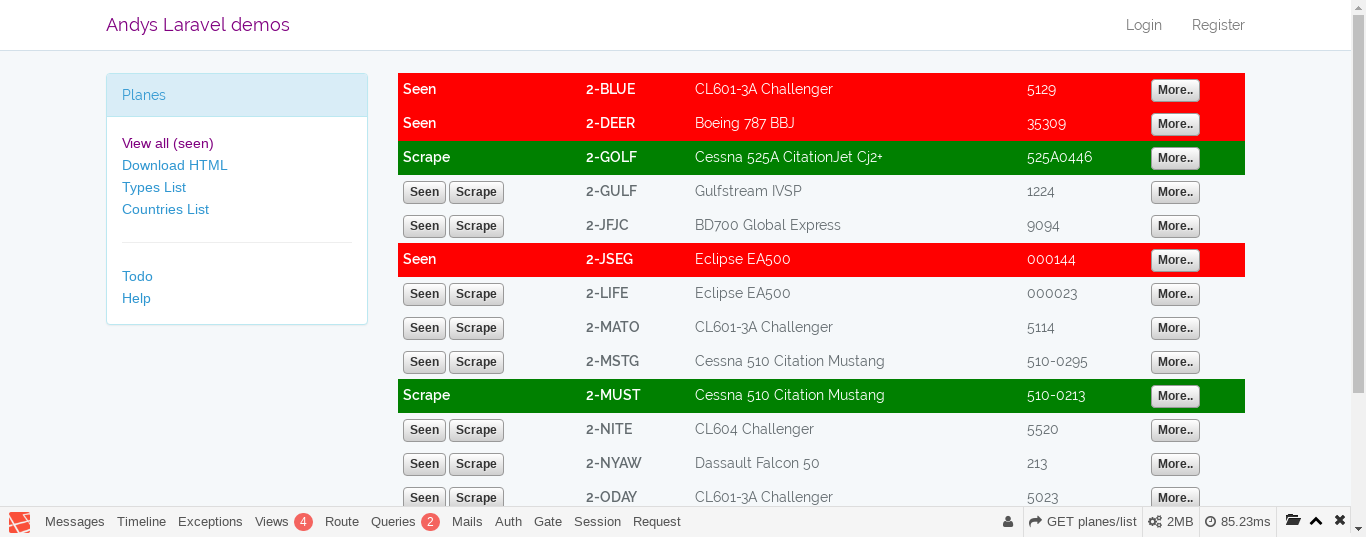 Andys Laravel demos Login Register
Planes
View all (seen)
Download HTML
Types List
Countries List
Todo
Help
Seen 2-BLUE CL601-3A Challenger 5129 More..
Seen 2-DEER Boeing 787 BBJ 35309 More..
Scrape 2-GOLF Cessna 525A CitationJet Cj2+ 525A0446 More..
Seen Scrape 2-GULF Gulfstream IVSP 1224 More..
Seen Scrape 2-JFJC BD700 Global Express 9094 More..
Seen 2-JSEG Eclipse EA500 000144 More..
Seen Scrape 2-LIFE Eclipse EA500 000023 More..
Seen Scrape 2-MATO CL601-3A Challenger 5114 More..
Seen Scrape 2-MSTG Cessna 510 Citation Mustang 510-0295 More..
Scrape 2-MUST Cessna 510 Citation Mustang 510-0213 More..
Seen Scrape 2-NITE CL604 Challenger 5520 More..
Seen Scrape 2-NYAW Dassault Falcon 50 213 More..
Seen Scrape 2-ODAY CL601-3A Challenger 5023 More..
Messages Timeline Exceptions Views 4 Route Queries 2 Mails Auth Gate Session Request GET planes/list 2MB 85.23ms